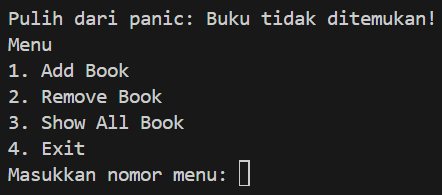 Pulih dari panic: Buku tidak ditemukan!
Menu
1. Add Book
2. Remove Book
3. Show All Book
4. Exit
Masukkan nomor menu: